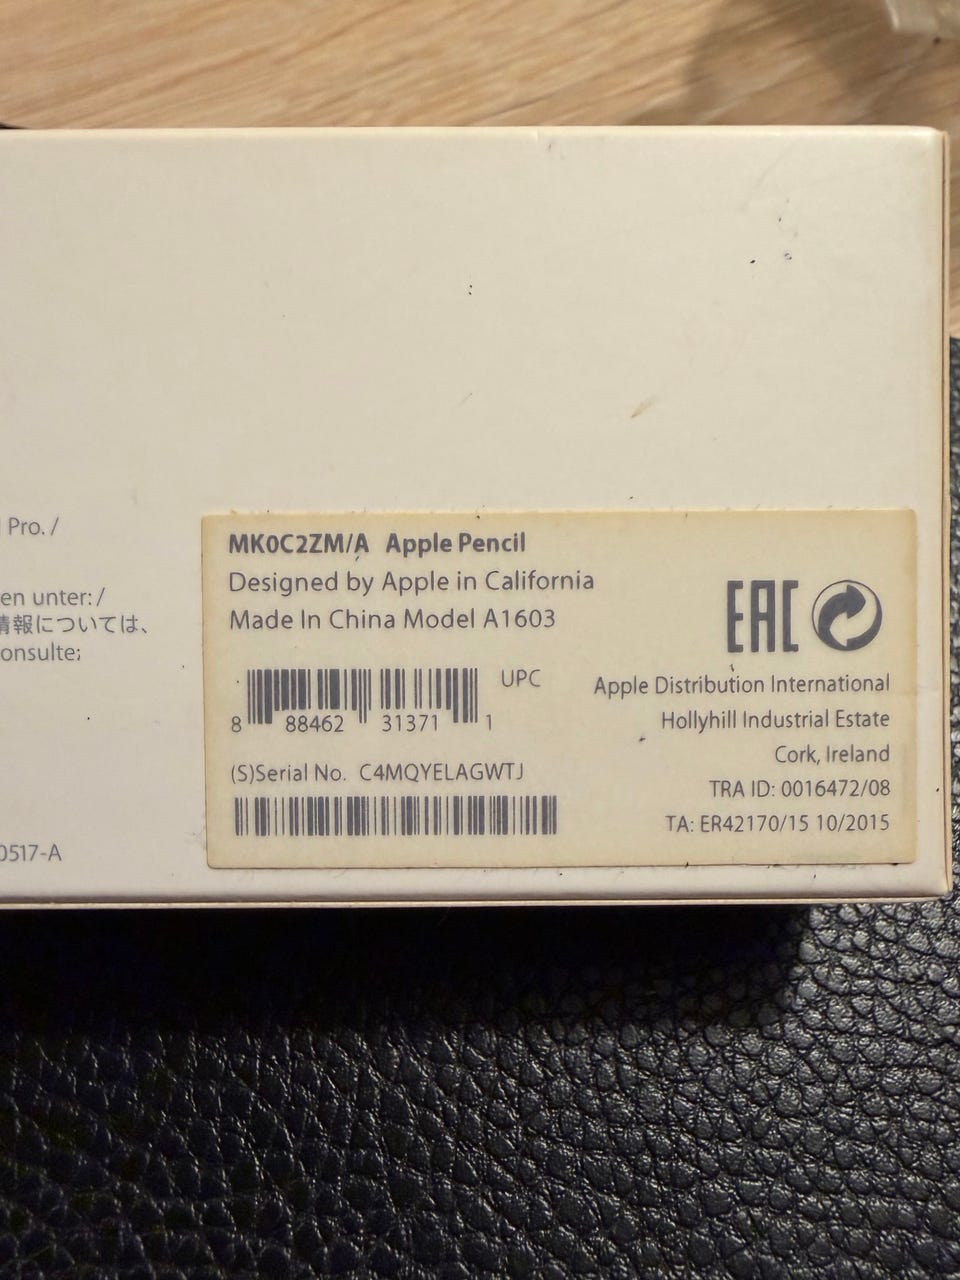 Pro. /
en unter: /
情報については、
onsulte;
0517-A
MK0C2ZM/A Apple Pencil
Designed by Apple in California
Made In China Model A1603
UPC
8 88462 31371 1
(S)Serial No. C4MQYELAGWTJ
EAC
Apple Distribution International
Hollyhill Industrial Estate
Cork, Ireland
TRA ID: 0016472/08
TA: ER42170/15 10/2015